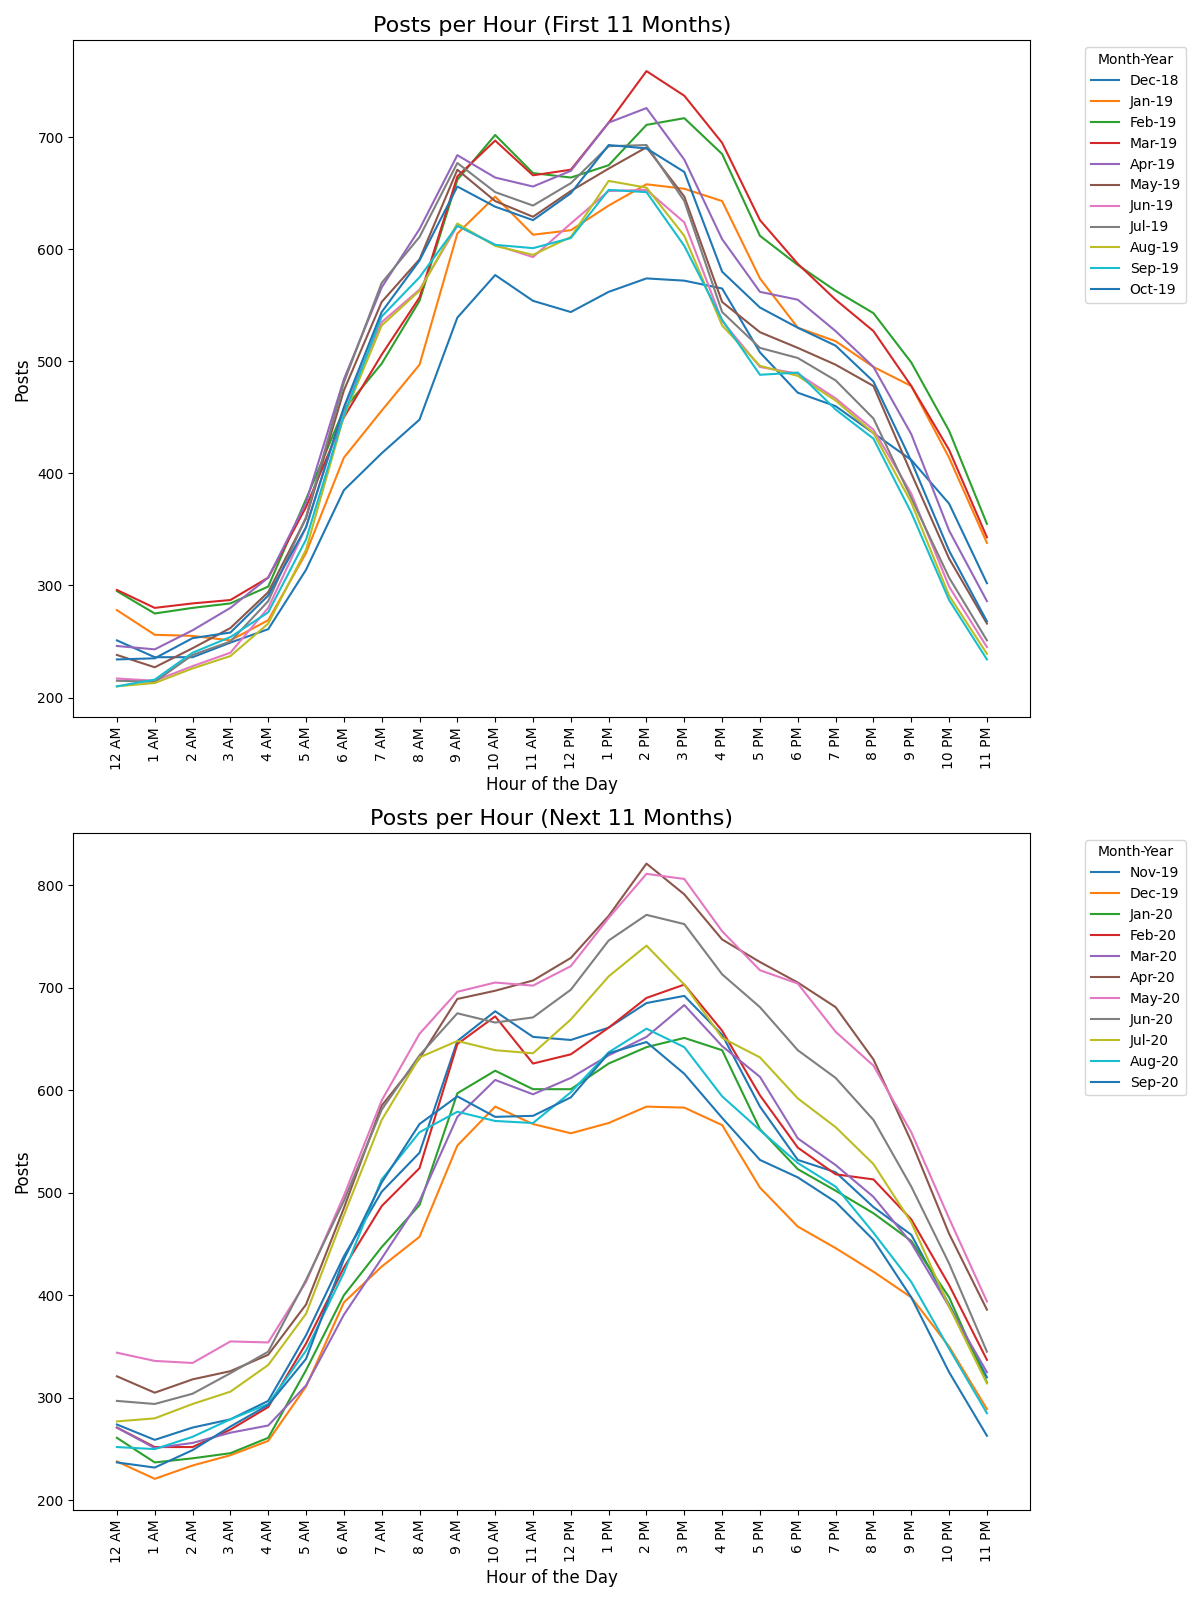 Posts per Hour (First 11 Months)
Month-Year
Dec-18
Jan-19
Feb-19
Mar-19
Apr-19
May-19
Jun-19
Jul-19
Aug-19
Sep-19
Oct-19
Posts
700
600
500
400
300
200
12 AM
1 AM
2 AM
3 AM
4 AM
5 AM
6 AM
7 AM
8 AM
9 AM
10 AM
11 AM
12 PM
1 PM
2 PM
3 PM
4 PM
5 PM
6 PM
7 PM
8 PM
9 PM
10 PM
11 PM
Hour of the Day
Posts per Hour (Next 11 Months)
Month-Year
Nov-19
Dec-19
Jan-20
Feb-20
Mar-20
Apr-20
May-20
Jun-20
Jul-20
Aug-20
Sep-20
Posts
800
700
600
500
400
300
200
12 AM
1 AM
2 AM
3 AM
4 AM
5 AM
6 AM
7 AM
8 AM
9 AM
10 AM
11 AM
12 PM
1 PM
2 PM
3 PM
4 PM
5 PM
6 PM
7 PM
8 PM
9 PM
10 PM
11 PM
Hour of the Day